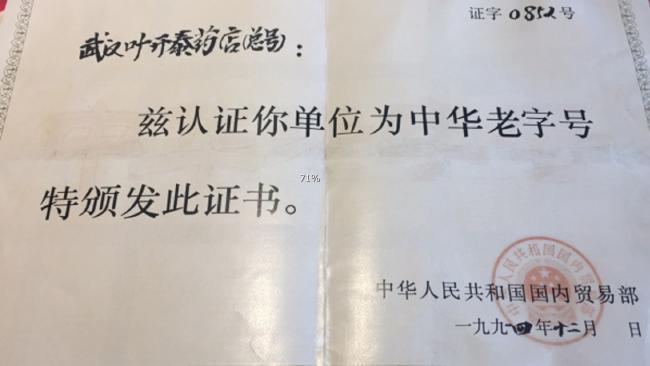 证字0852号
武汉叶开泰药店(总号)：
兹认证你单位为中华老字号
特颁发此证书。
71%
中华人民共和国国内贸易部
一九九四年十二月 日